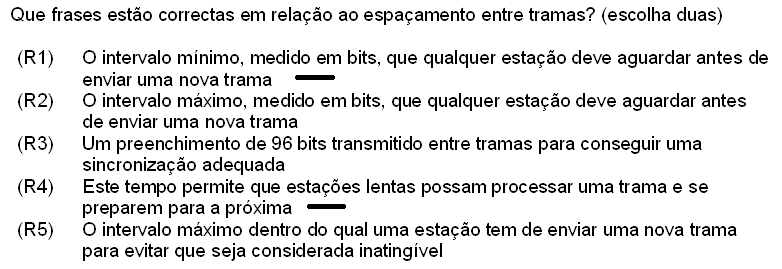 Que frases estão correctas em relação ao espaçamento entre tramas? (escolha duas)
(R1) O intervalo mínimo, medido em bits, que qualquer estação deve aguardar antes de
enviar uma nova trama
(R2) O intervalo máximo, medido em bits, que qualquer estação deve aguardar antes
de enviar uma nova trama
(R3) Um preenchimento de 96 bits transmitido entre tramas para conseguir uma
sincronização adequada
(R4) Este tempo permite que estações lentas possam processar uma trama e se
preparem para a próxima
(R5) O intervalo máximo dentro do qual uma estação tem de enviar uma nova trama
para evitar que seja considerada inatingível